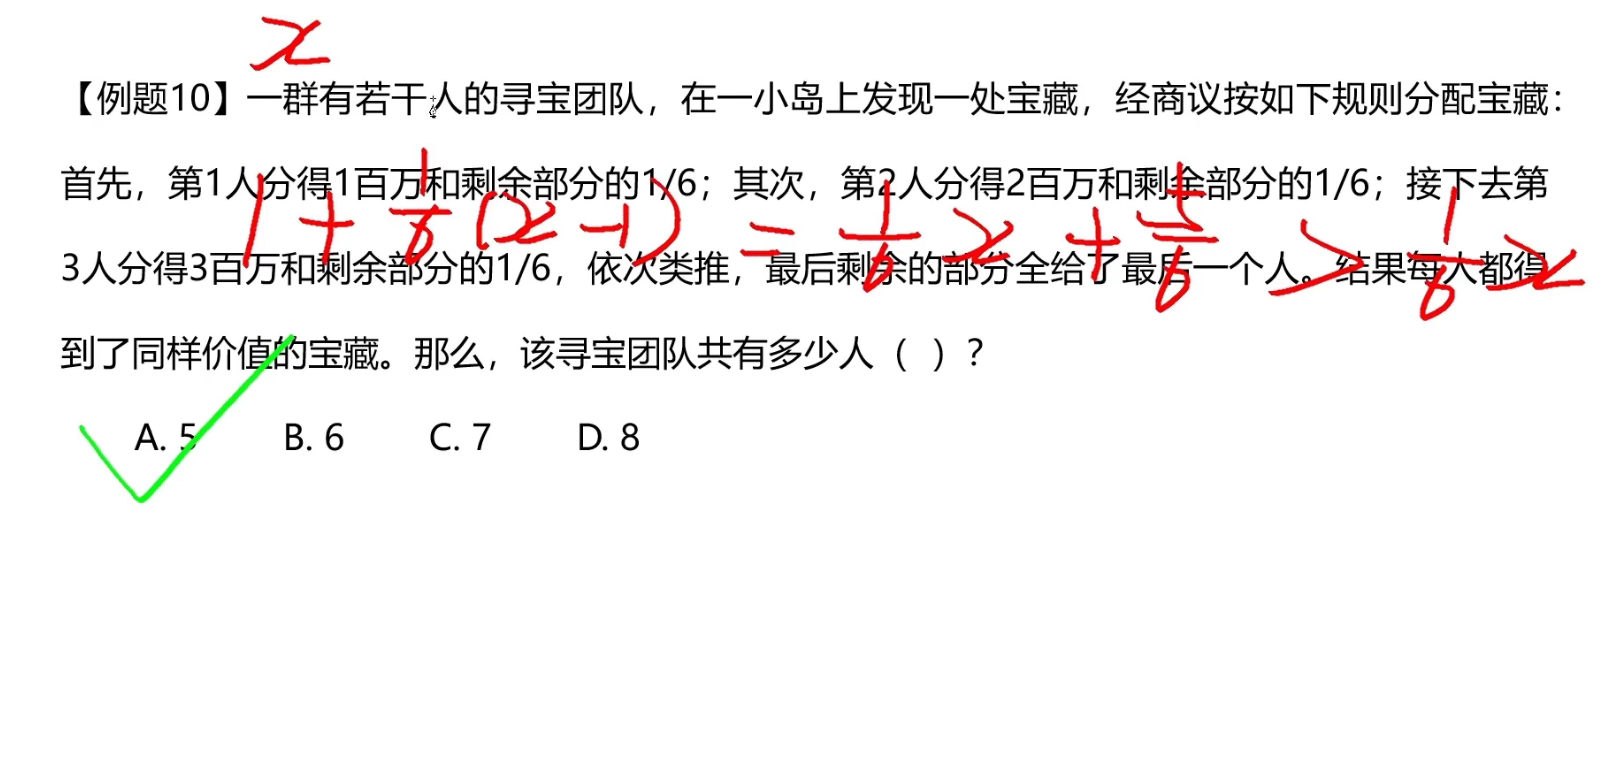 x
【例题10】一群有若干人的寻宝团队，在一小岛上发现一处宝藏，经商议按如下规则分配宝藏：
首先，第1人分得1百万和剩余部分的1/6；其次，第2人分得2百万和剩余部分的1/6；接下去第
1+1/6(x-1)=1/6x+5/6>1/6x
3人分得3百万和剩余部分的1/6，依次类推，最后剩余的部分全给了最后一个人。结果每人都得
到了同样价值的宝藏。那么，该寻宝团队共有多少人（ ）？
A. 5 B. 6 C. 7 D. 8